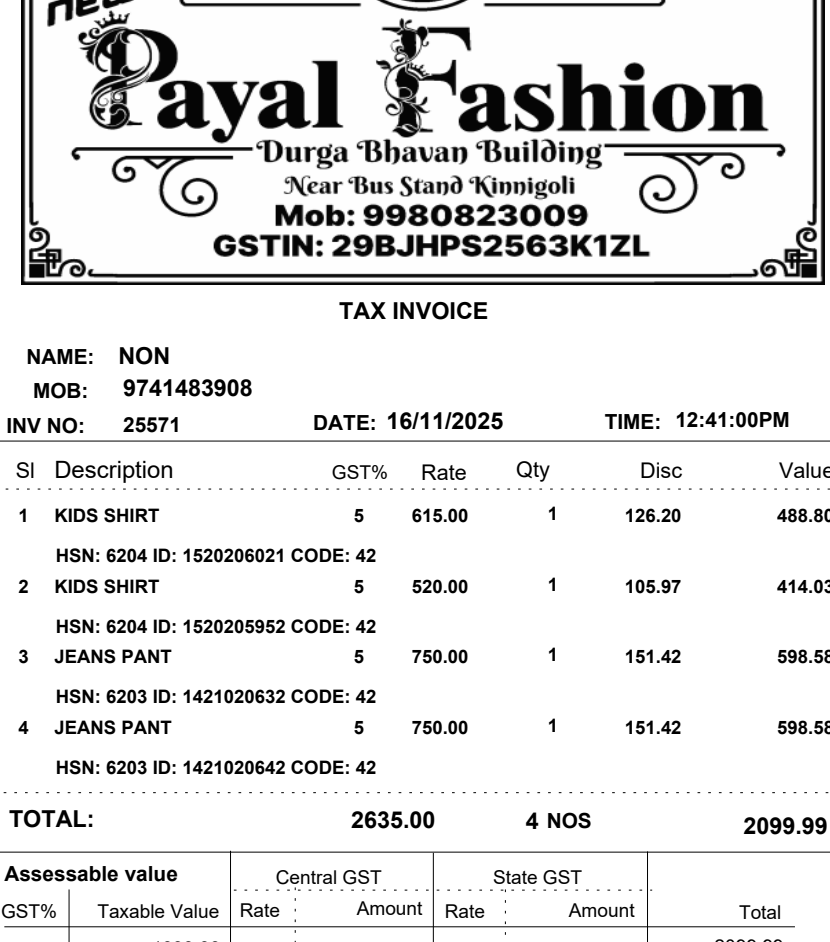 new
Payal Fashion
Durga Bhavan Building
Near Bus Stand Kinnigoli
Mob: 9980823009
GSTIN: 29BJHPS2563K1ZL
TAX INVOICE
NAME: NON
MOB: 9741483908
INV NO: 25571 DATE: 16/11/2025 TIME: 12:41:00PM
Sl Description GST% Rate Qty Disc Value
1 KIDS SHIRT 5 615.00 1 126.20 488.80
HSN: 6204 ID: 1520206021 CODE: 42
2 KIDS SHIRT 5 520.00 1 105.97 414.03
HSN: 6204 ID: 1520205952 CODE: 42
3 JEANS PANT 5 750.00 1 151.42 598.58
HSN: 6203 ID: 1421020632 CODE: 42
4 JEANS PANT 5 750.00 1 151.42 598.58
HSN: 6203 ID: 1421020642 CODE: 42
TOTAL: 2635.00 4 NOS 2099.99
Assessable value Central GST State GST
GST% Taxable Value Rate Amount Rate Amount Total